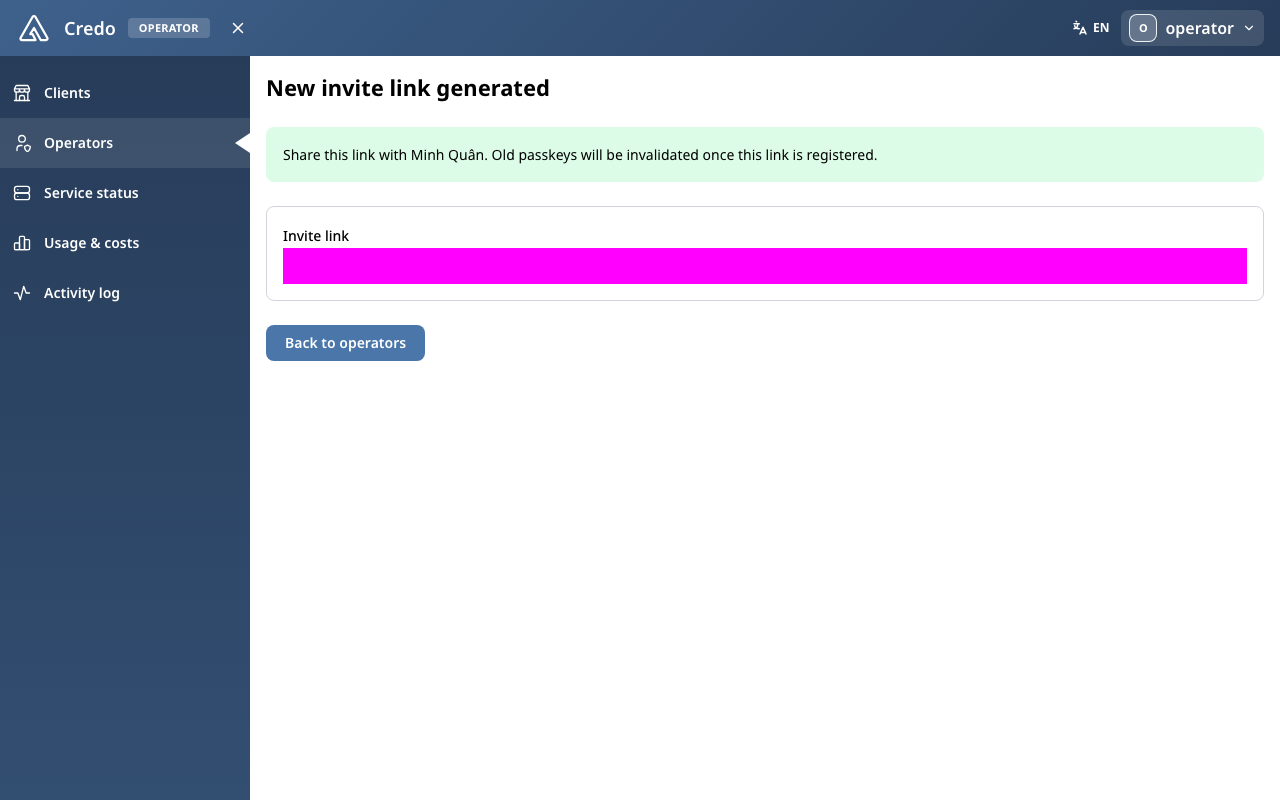 Credo
OPERATOR
EN
O
operator
Clients
Operators
Service status
Usage & costs
Activity log
New invite link generated
Share this link with Minh Quân. Old passkeys will be invalidated once this link is registered.
Invite link
Back to operators